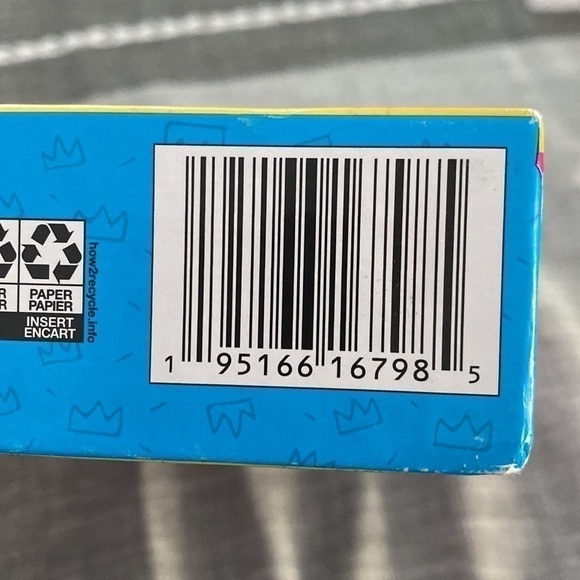 R
R
PAPER
PAPIER
INSERT
ENCART
how2recycle.info
1 95166 16798 5